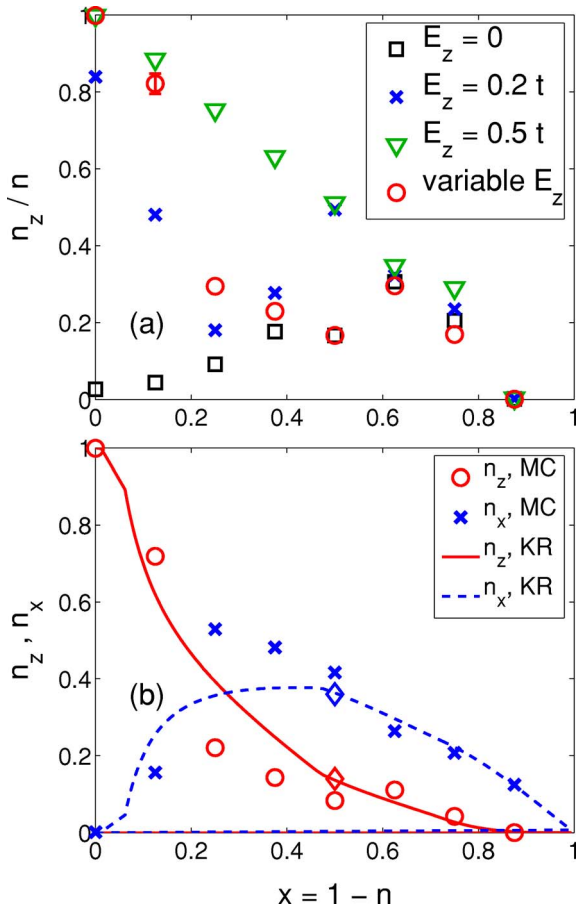 1
0.8
0.6
0.4
0.2
0
n_z / n
E_z = 0
E_z = 0.2 t
E_z = 0.5 t
variable E_z
(a)
0 0.2 0.4 0.6 0.8 1
1
0.8
0.6
0.4
0.2
0
n_z , n_x
n_z, MC
n_x, MC
n_z, KR
n_x, KR
(b)
0 0.2 0.4 0.6 0.8 1
x = 1 − n